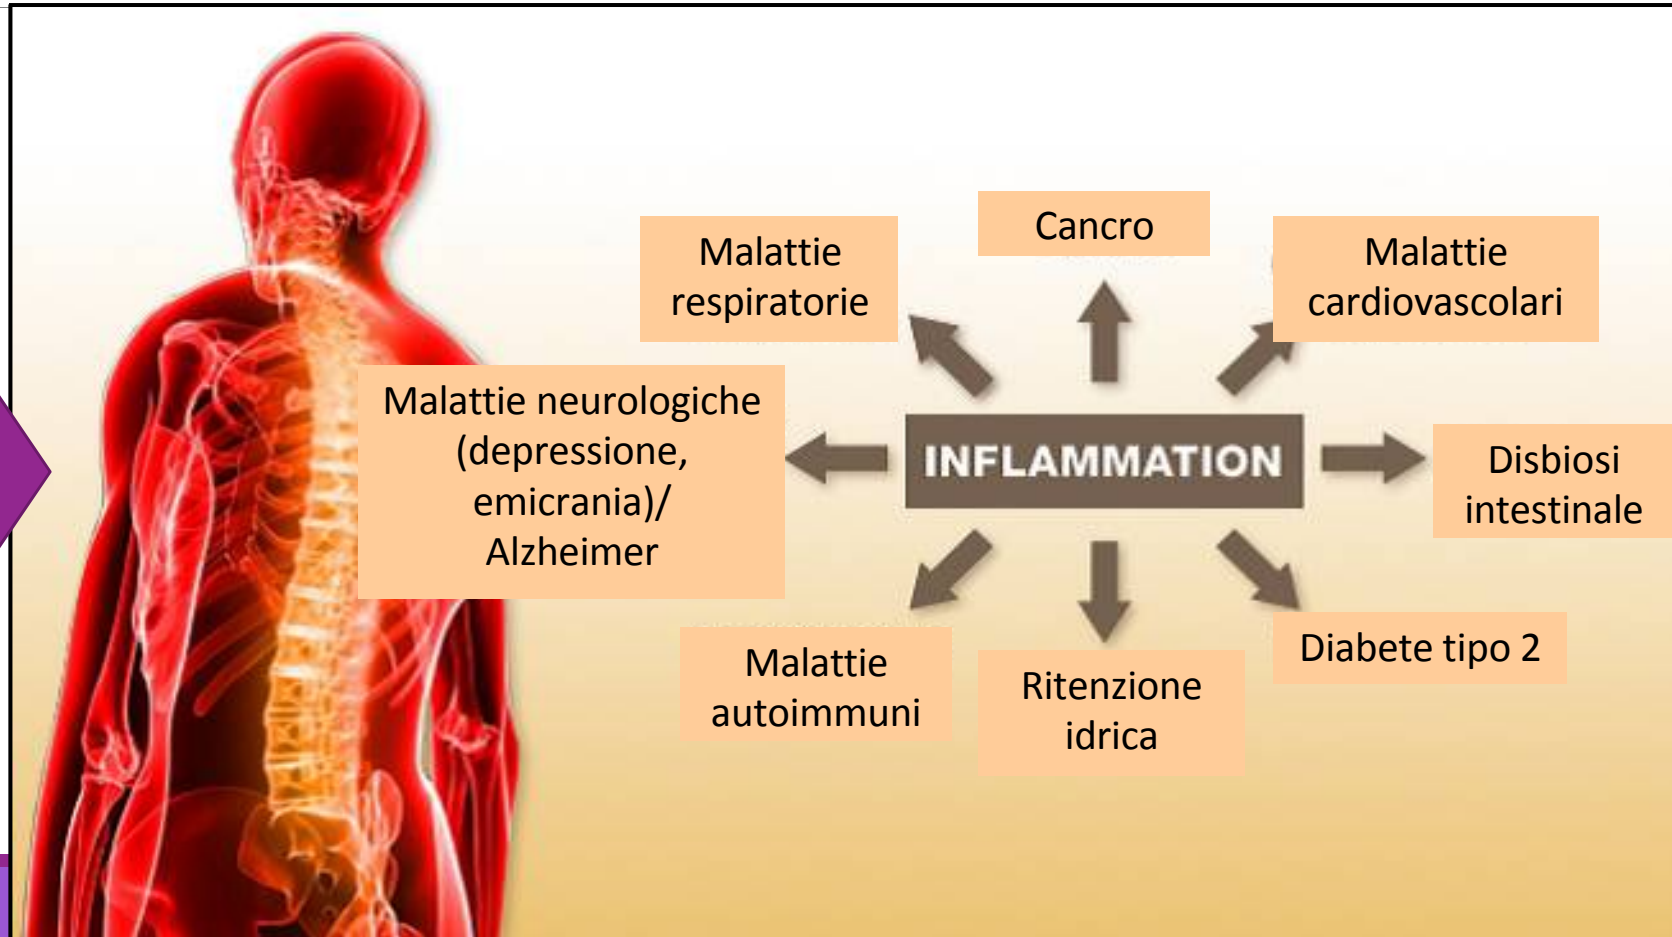 Cancro
Malattie
respiratorie
Malattie
cardiovascolari
Malattie neurologiche
(depressione,
emicrania)/
Alzheimer
INFLAMMATION
Disbiosi
intestinale
Malattie
autoimmuni
Ritenzione
idrica
Diabete tipo 2